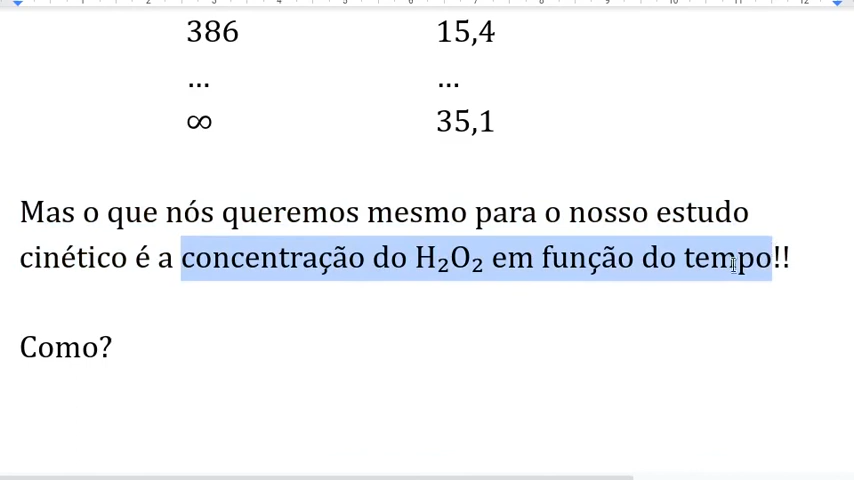 386 15,4
... ...
∞ 35,1
Mas o que nós queremos mesmo para o nosso estudo
cinético é a concentração do H₂O₂ em função do tempo!!
Como?